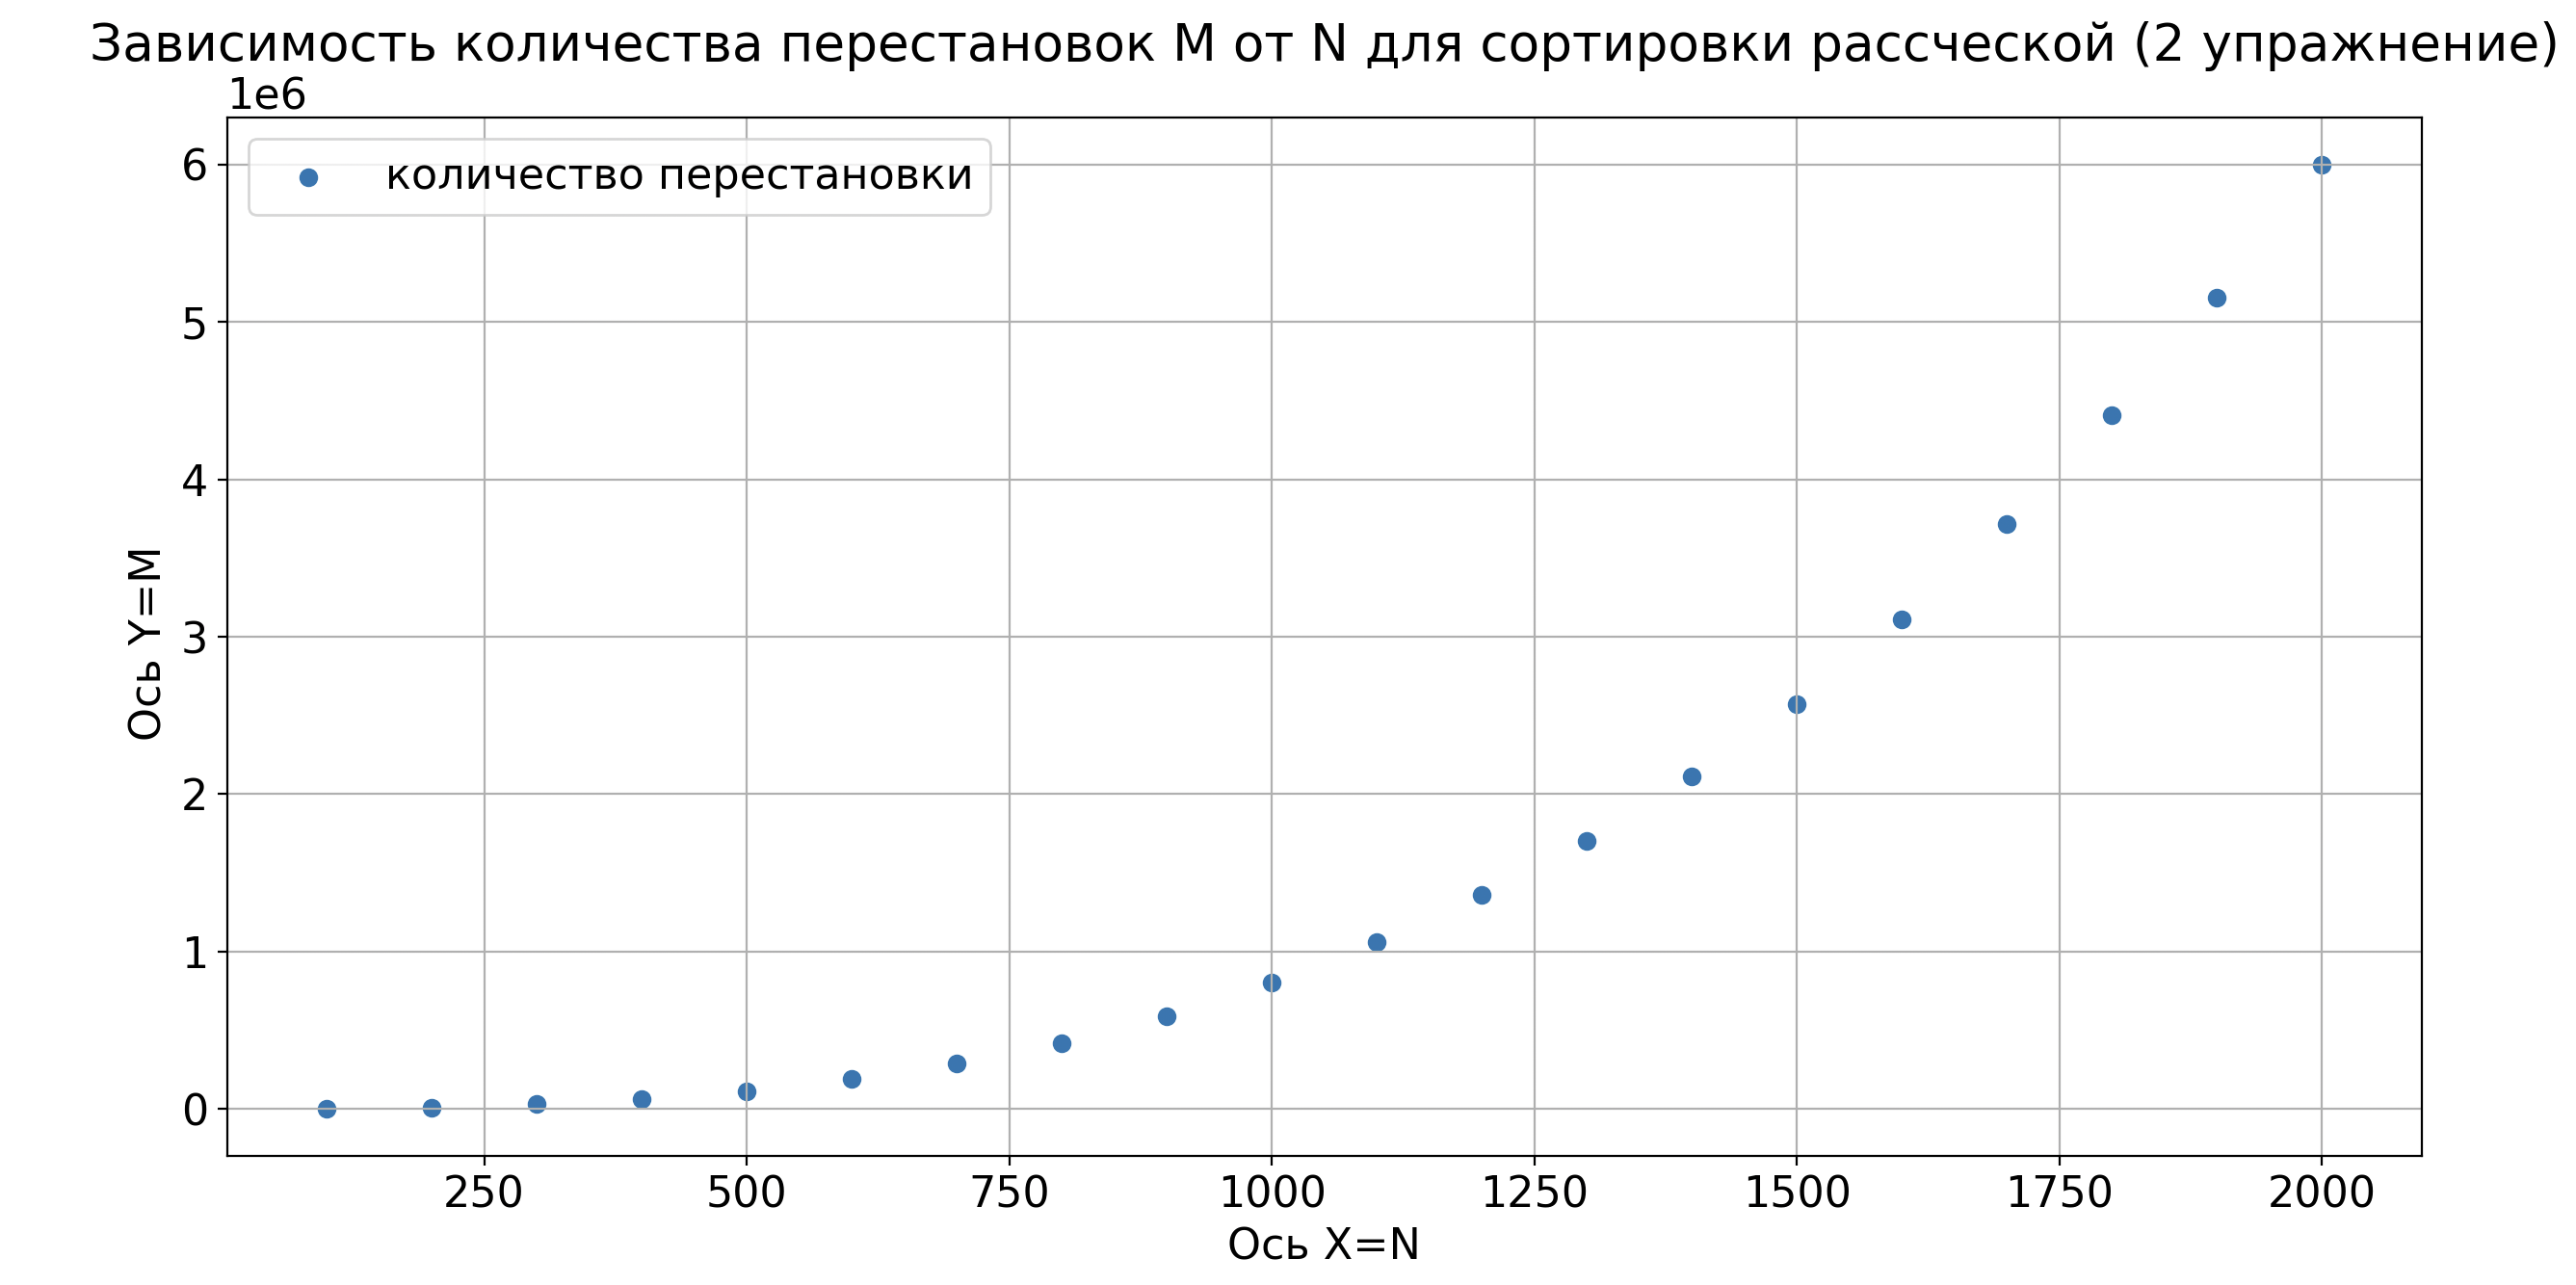 Зависимость количества перестановок M от N для сортировки рассческой (2 упражнение)
1e6
количество перестановки
6
5
4
3
2
1
0
Ось Y=M
250 500 750 1000 1250 1500 1750 2000
Ось X=N